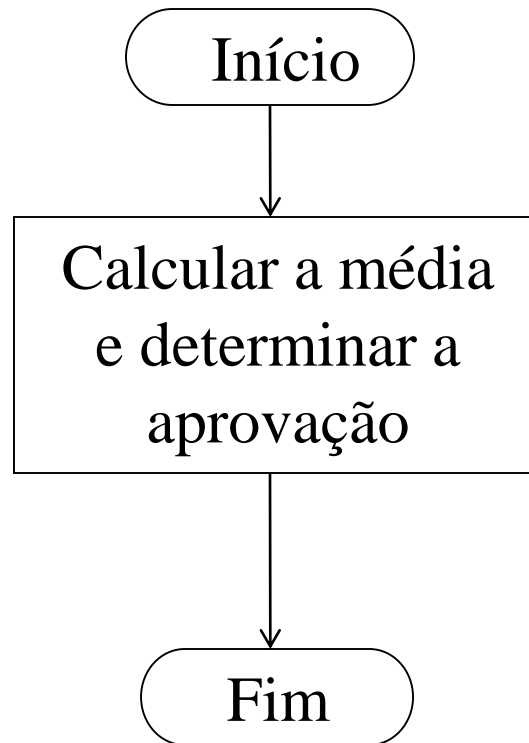 Início
Calcular a média
e determinar a
aprovação
Fim